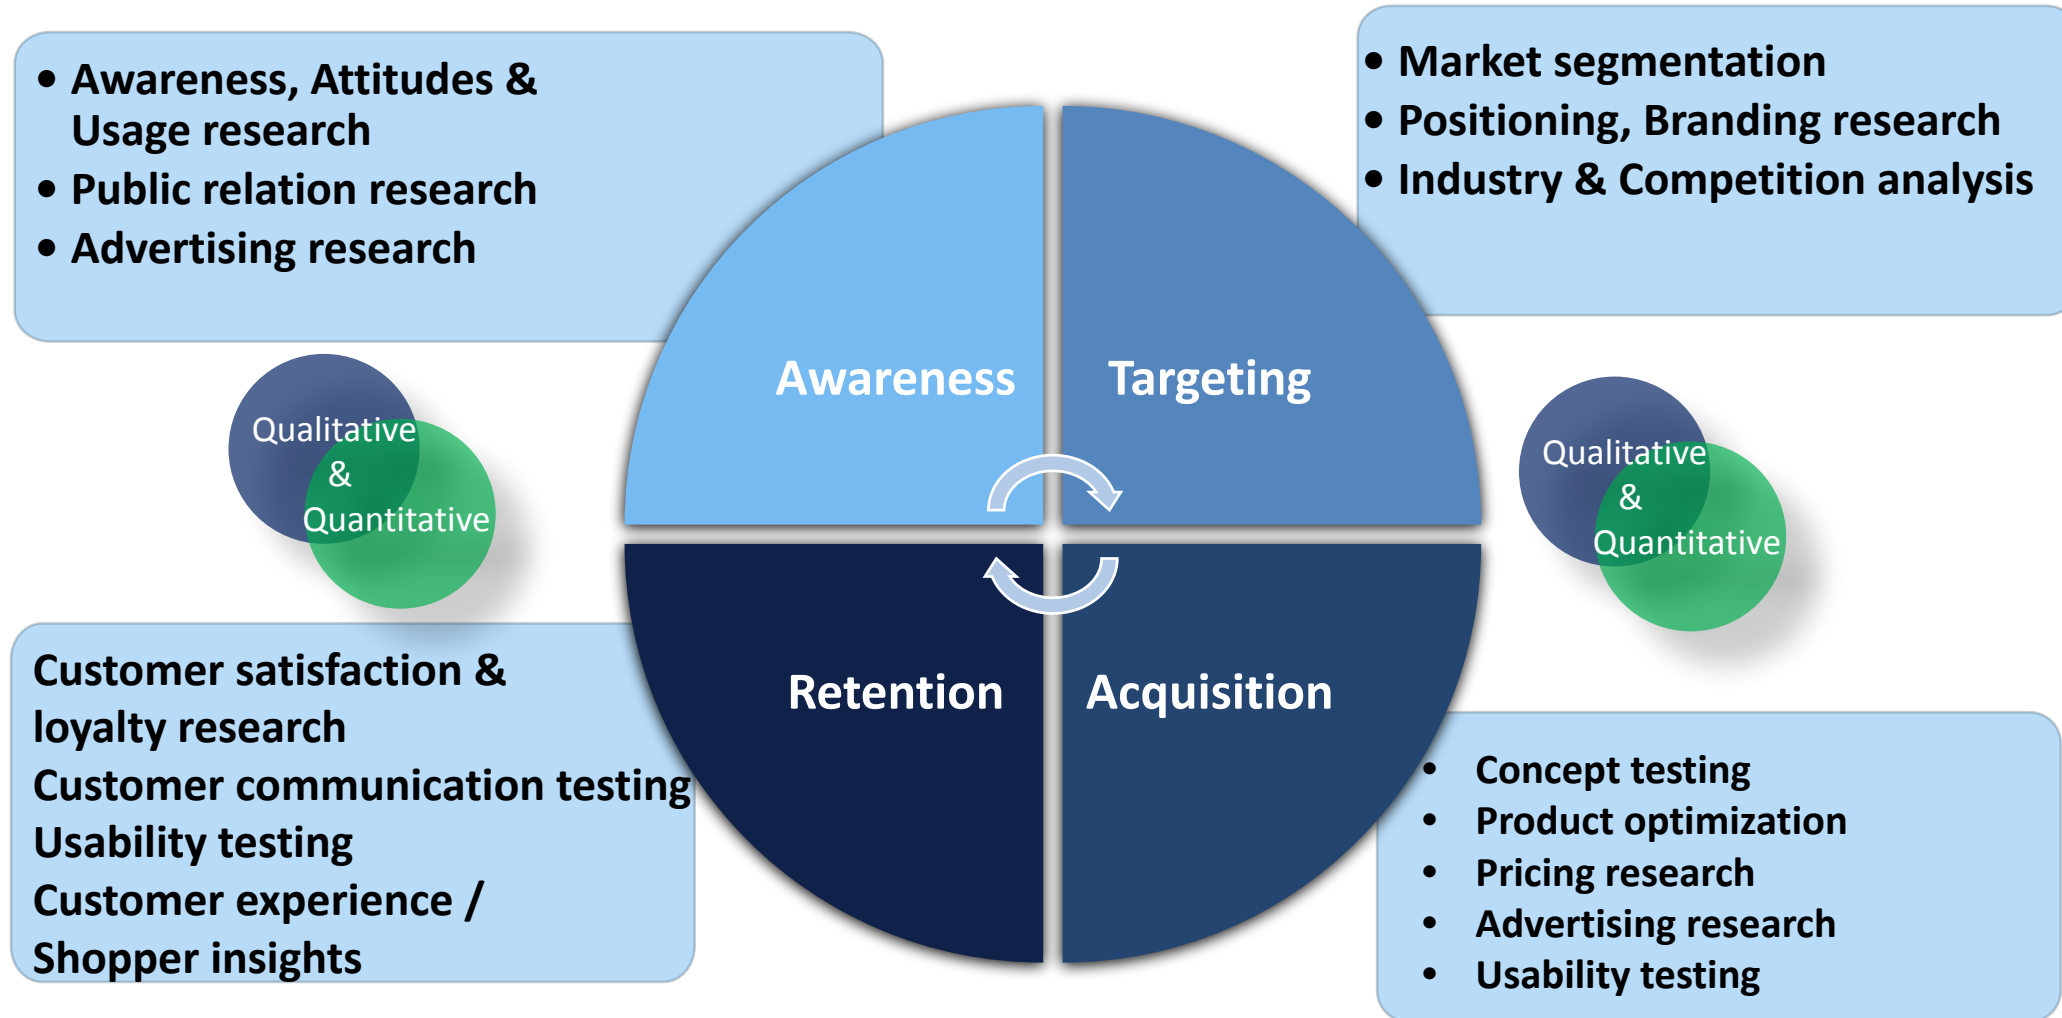 • Awareness, Attitudes &
Usage research
• Public relation research
• Advertising research
• Market segmentation
• Positioning, Branding research
• Industry & Competition analysis
Awareness
Targeting
Qualitative
&
Quantitative
Qualitative
&
Quantitative
Retention
Acquisition
Customer satisfaction &
loyalty research
Customer communication testing
Usability testing
Customer experience /
Shopper insights
• Concept testing
• Product optimization
• Pricing research
• Advertising research
• Usability testing